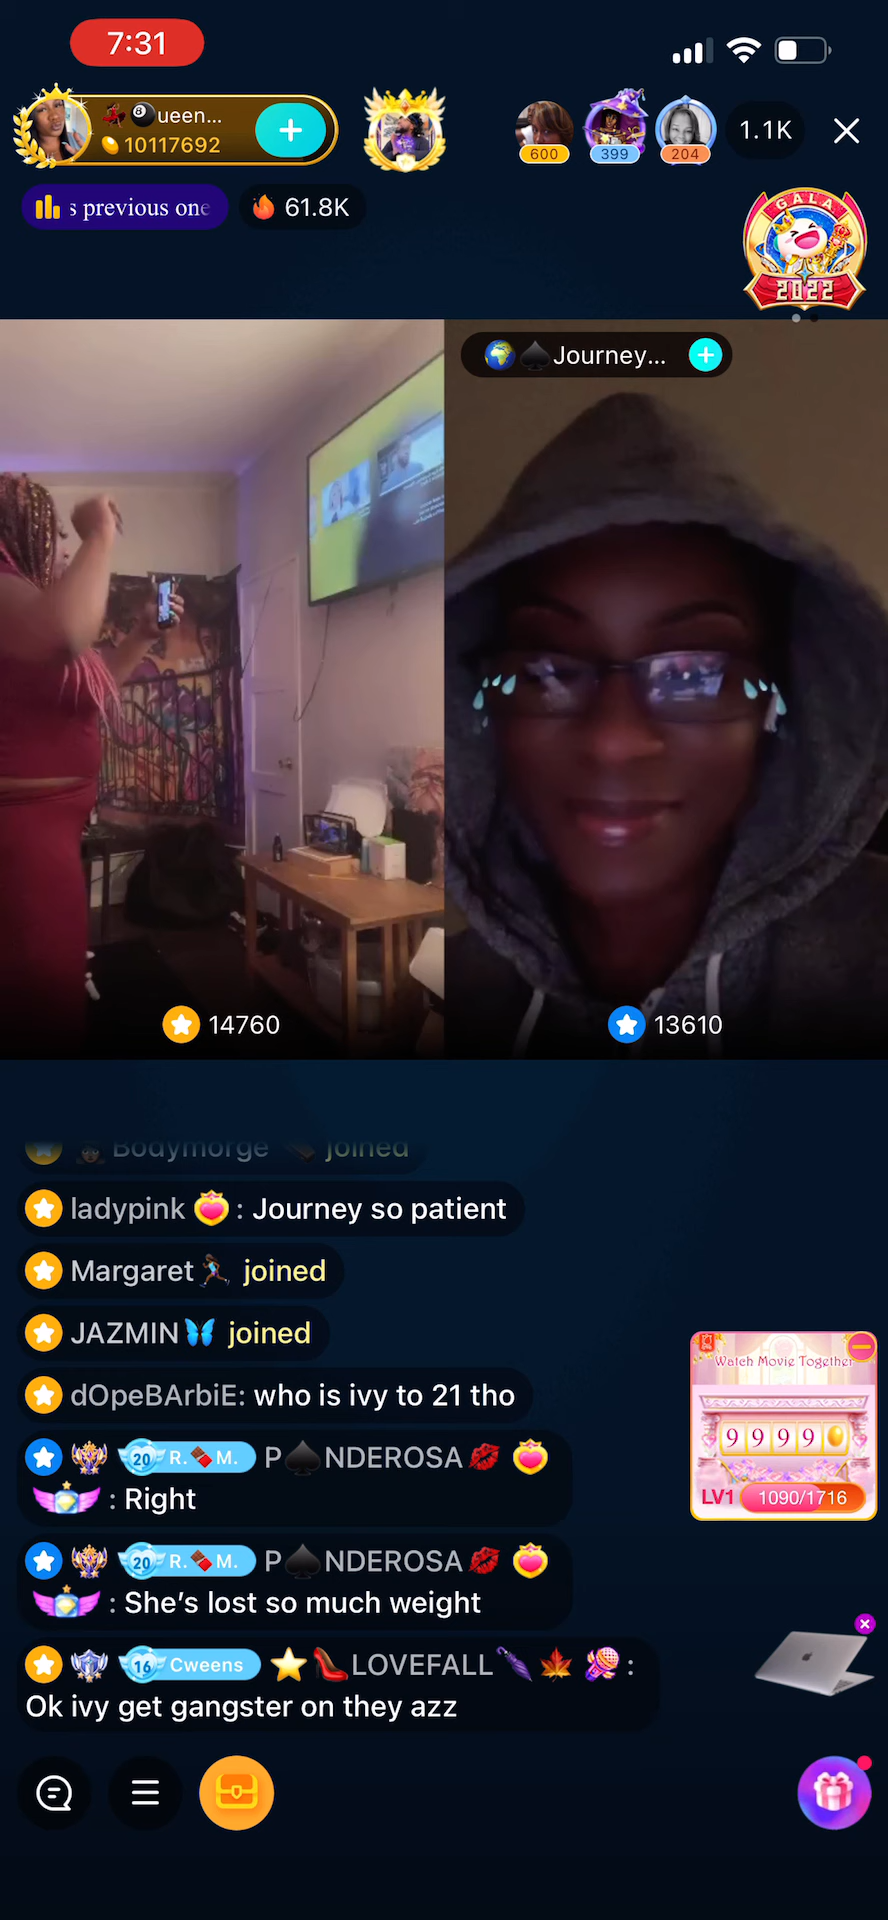 7:31
🎱ueen...
10117692
600
399
204
1.1K
s previous one
61.8K
GALA
2022
Journey...
14760
13610
Bodymorge joined
ladypink : Journey so patient
Margaret joined
JAZMIN joined
dOpeBArbiE: who is ivy to 21 tho
20 R.🍫M. P♠NDEROSA
: Right
20 R.🍫M. P♠NDEROSA
: She's lost so much weight
16 Cweens LOVEFALL :
Ok ivy get gangster on they azz
Watch Movie Together
9 9 9 9
LV1 1090/1716